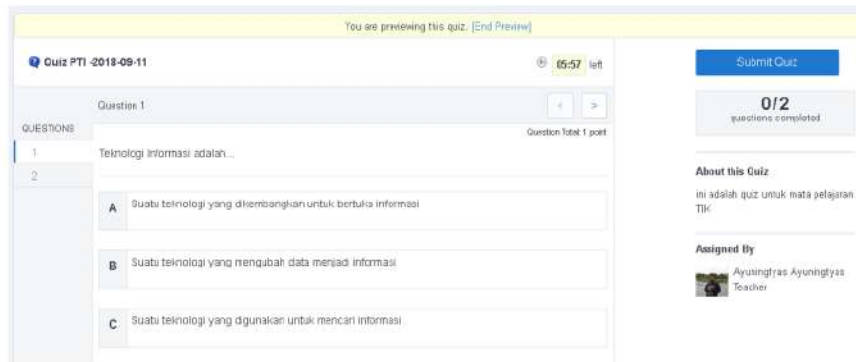 You are previewing this quiz. [End Preview]
Quiz PTI -2018-09-11
05:57 left
Submit Quiz
0/2
questions completed
Question 1
< >
QUESTIONS
Question Total: 1 point
1
2
Teknologi Informasi adalah...
A Suatu teknologi yang dikembangkan untuk bertuka informasi
B Suatu teknologi yang mengubah data menjadi informasi
C Suatu teknologi yang digunakan untuk mencari informasi
About this Quiz
ini adalah quiz untuk mata pelajaran
TIK
Assigned By
Ayuningtyas Ayuningtyas
Teacher